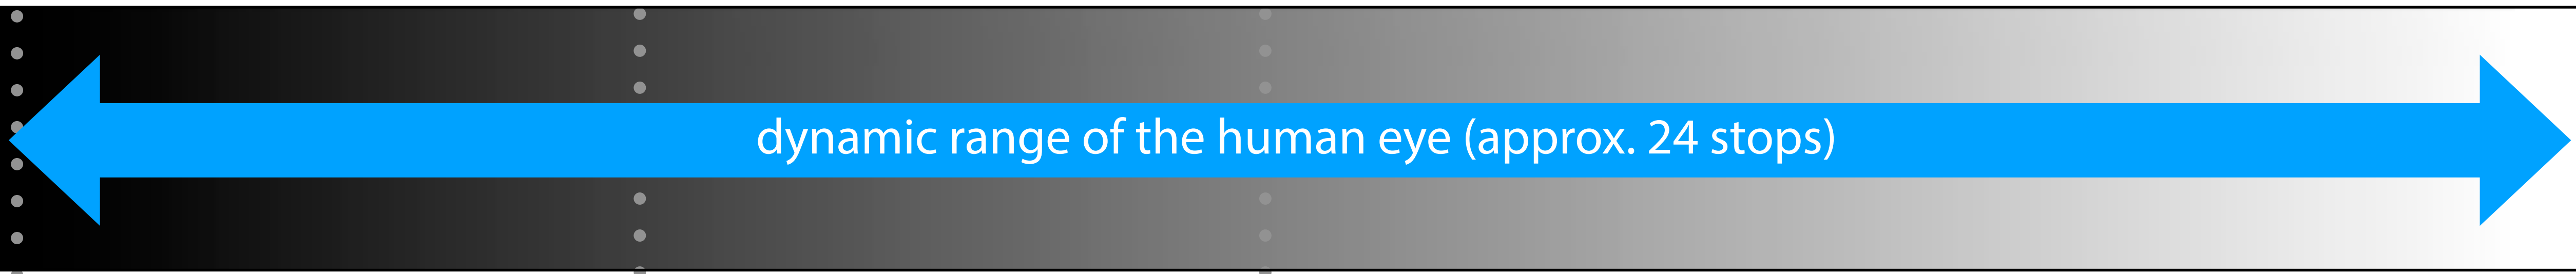 dynamic range of the human eye (approx. 24 stops)